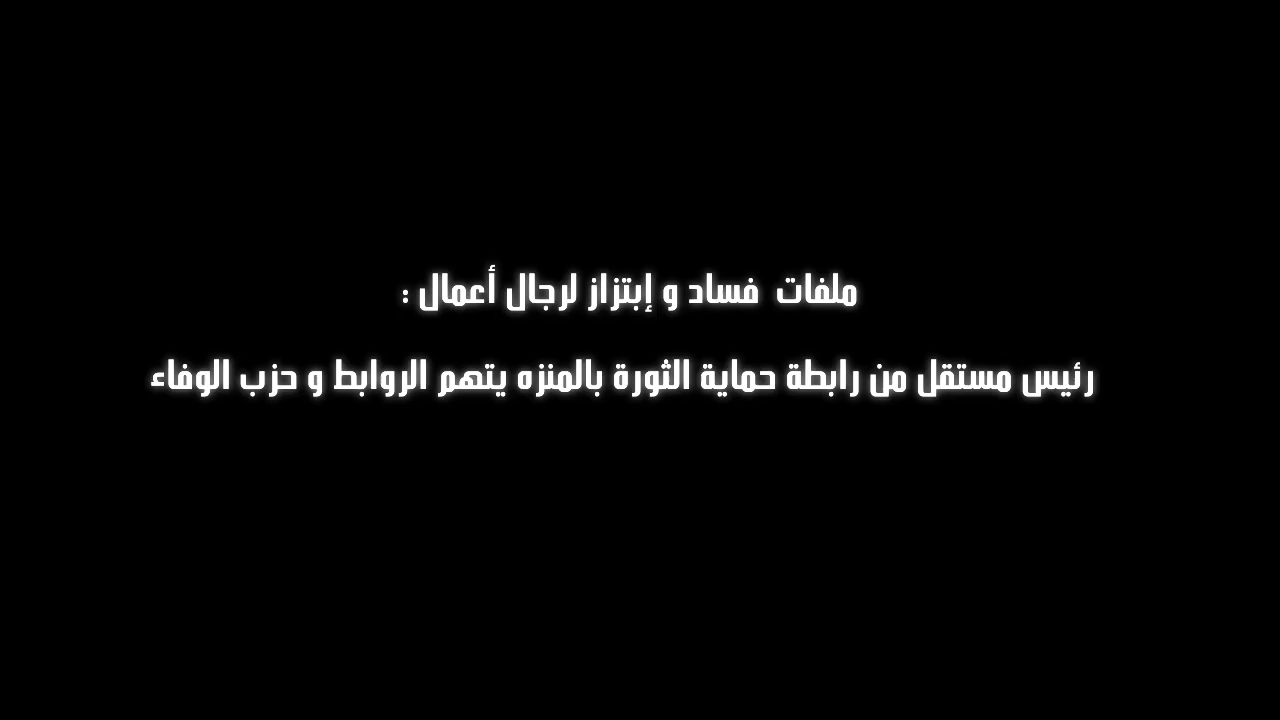 ملفات فساد و إبتزاز لرجال أعمال :
رئيس مستقل من رابطة حماية الثورة بالمنزه يتهم الروابط و حزب الوفاء